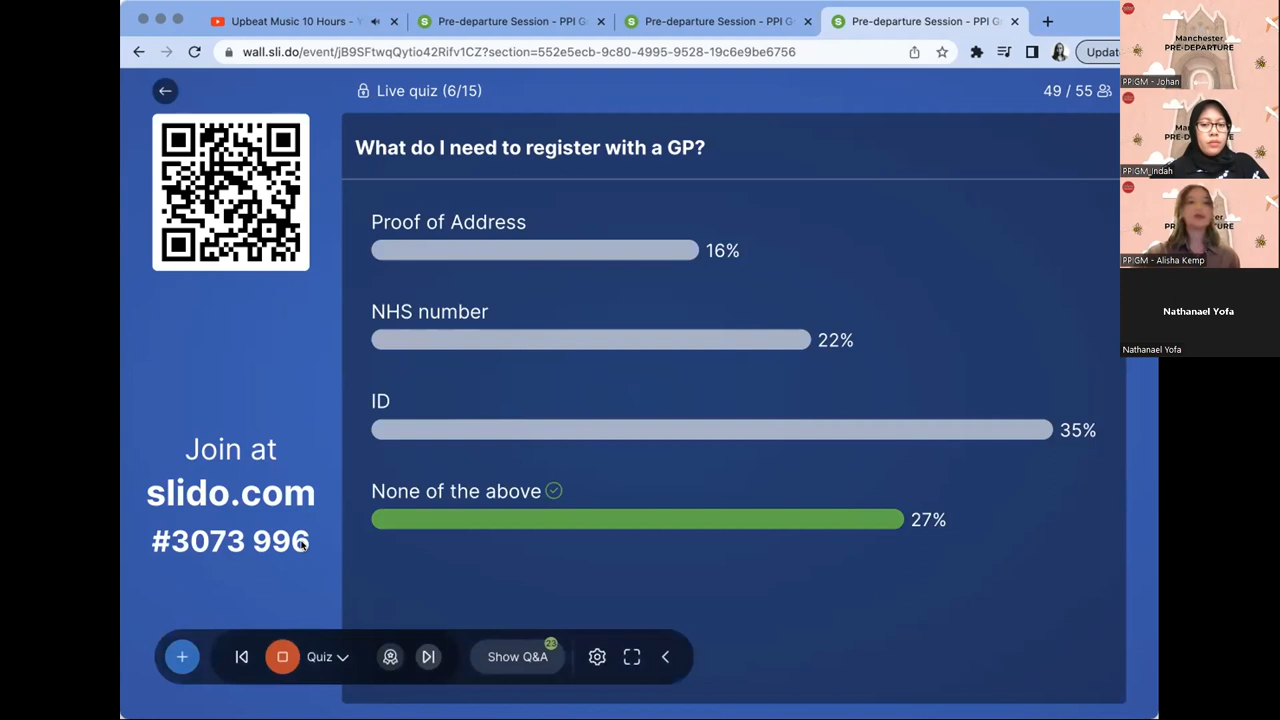 Upbeat Music 10 Hours -
Pre-departure Session - PPI G
Pre-departure Session - PPI G
Pre-departure Session - PPI G
wall.sli.do/event/jB9SFtwqQytio42Rifv1CZ?section=552e5ecb-9c80-4995-9528-19c6e9be6756
Updat
Live quiz (6/15)
49 / 55
What do I need to register with a GP?
Proof of Address
16%
NHS number
22%
ID
35%
None of the above
27%
Join at
slido.com
#3073 996
Quiz
Show Q&A
23
Manchester
PRE-DEPARTURE
PPIGM - Johan
PPIGM_Indah
PPIGM - Alisha Kemp
Nathanael Yofa
Nathanael Yofa